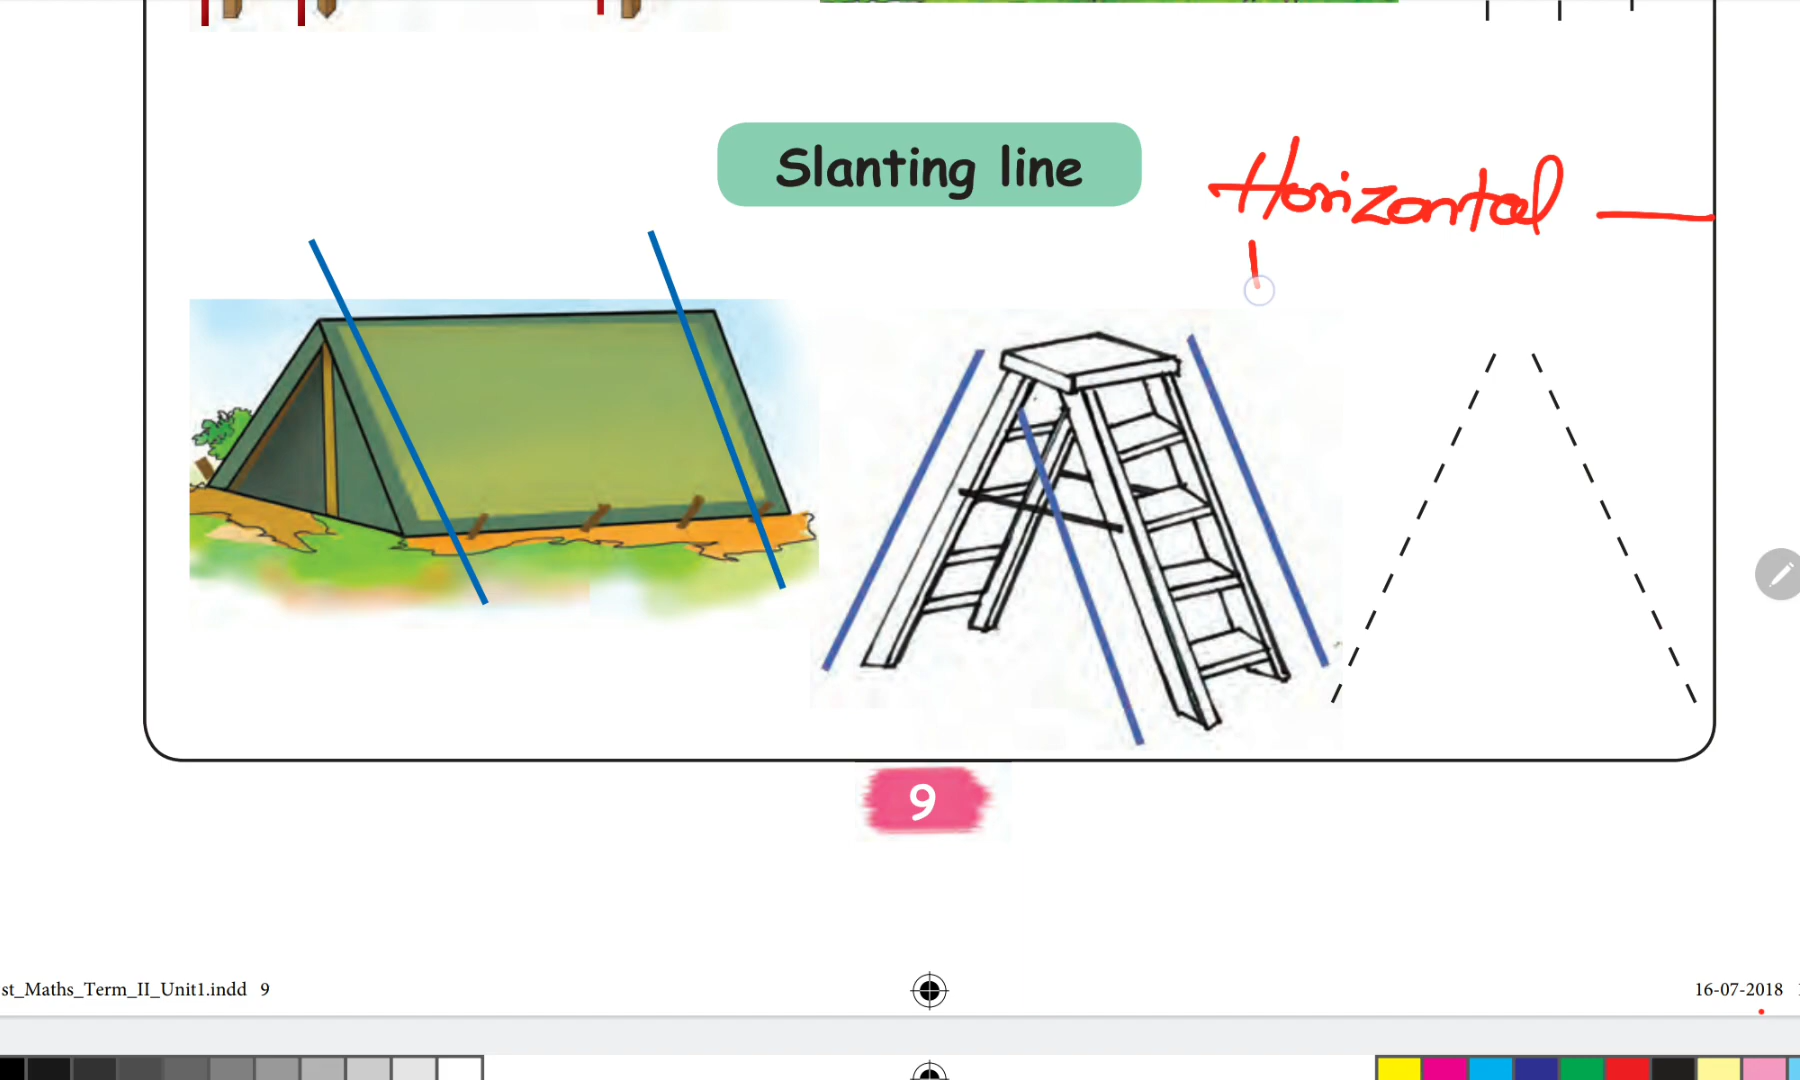 Slanting line
Horizontal
9
st_Maths_Term_II_Unit1.indd 9
16-07-2018